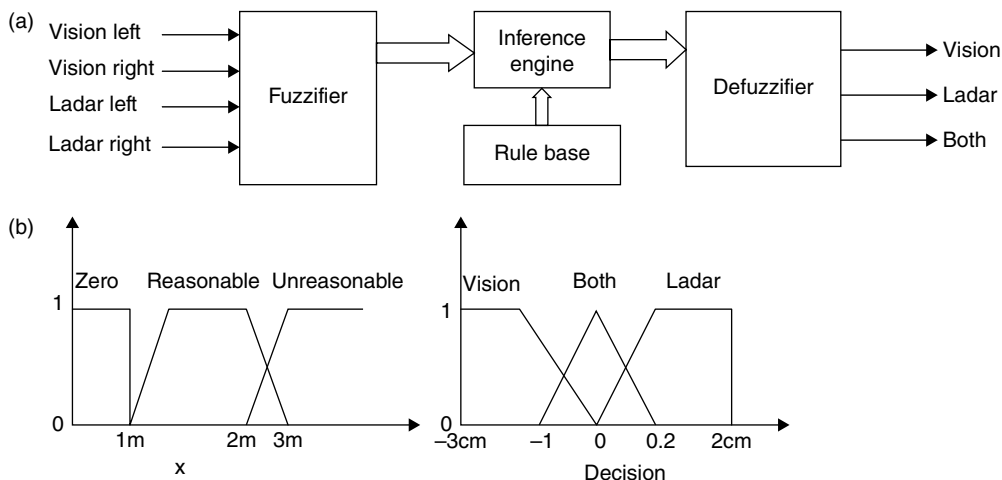 (a)
Vision left
Vision right
Ladar left
Ladar right
Fuzzifier
Inference
engine
Rule base
Defuzzifier
Vision
Ladar
Both
(b)
Zero
Reasonable
Unreasonable
1
0
1m
2m
3m
x
Vision
Both
Ladar
1
0
−3cm
−1
0
0.2
2cm
Decision